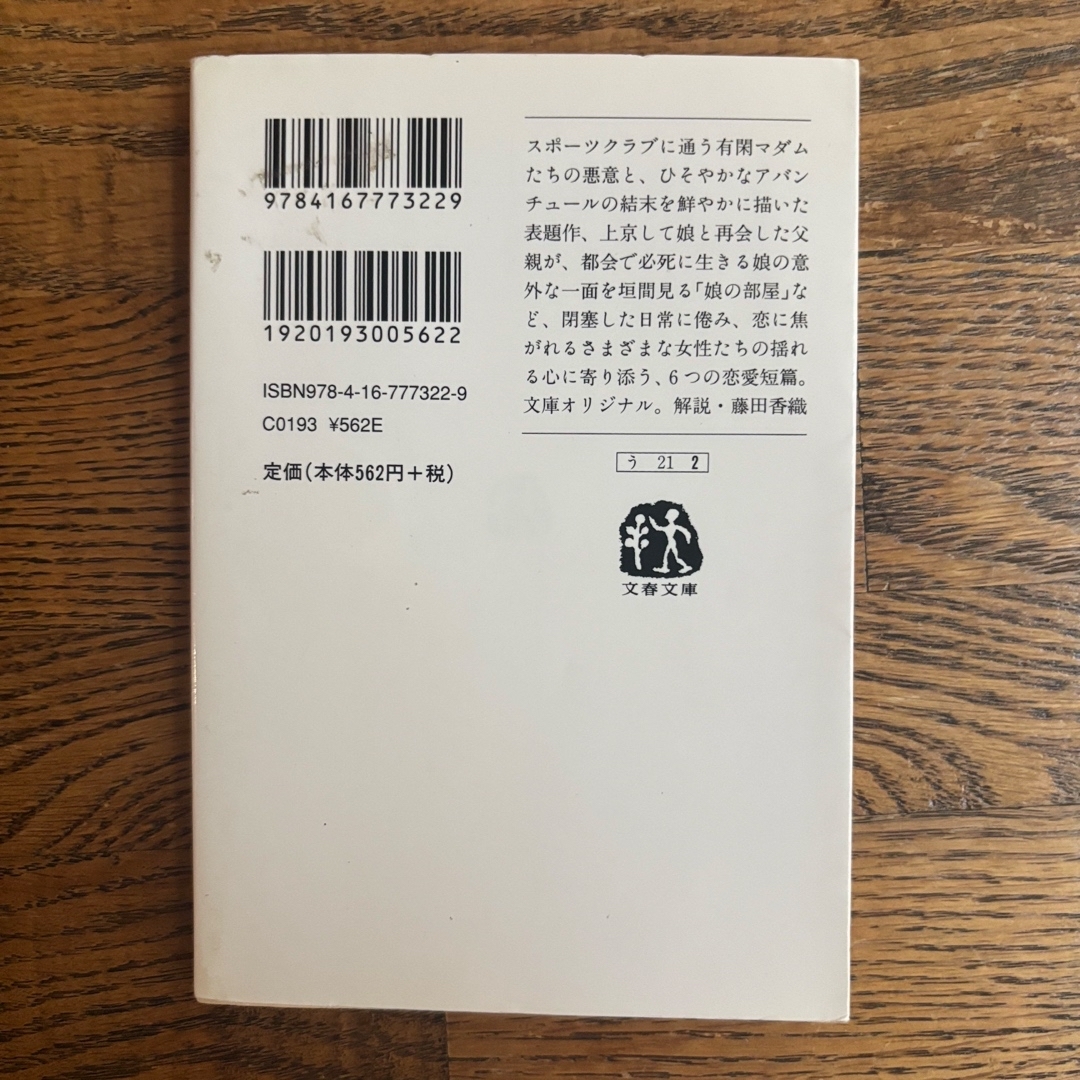 9784167773229
1920193005622
ISBN978-4-16-777322-9
C0193 ¥562E
定価(本体562円+税)
スポーツクラブに通う有閑マダム
たちの悪意と、ひそやかなアバン
チュールの結末を鮮やかに描いた
表題作、上京して娘と再会した父
親が、都会で必死に生きる娘の意
外な一面を垣間見る「娘の部屋」な
ど、閉塞した日常に倦み、恋に焦
がれるさまざまな女性たちの揺れ
る心に寄り添う、6つの恋愛短篇。
文庫オリジナル。解説・藤田香織
う 21 2
文春文庫